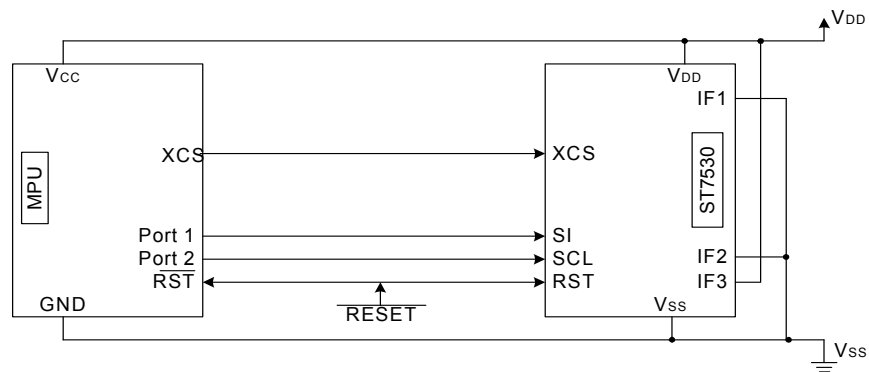 VDD
VCC
VDD
IF1
XCS
XCS
MPU
ST7530
Port 1
SI
Port 2
SCL
IF2
RST
RST
IF3
RESET
GND
VSS
VSS